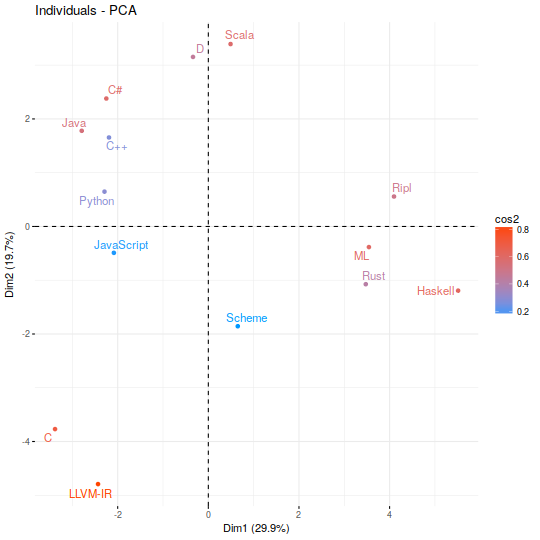 Individuals - PCA
Scala
D
C#
Java
C++
Python
Ripl
JavaScript
ML
Rust
Haskell
Scheme
C
LLVM-IR
2
0
-2
-4
-2
0
2
4
Dim1 (29.9%)
Dim2 (19.7%)
cos2
0.8
0.6
0.4
0.2